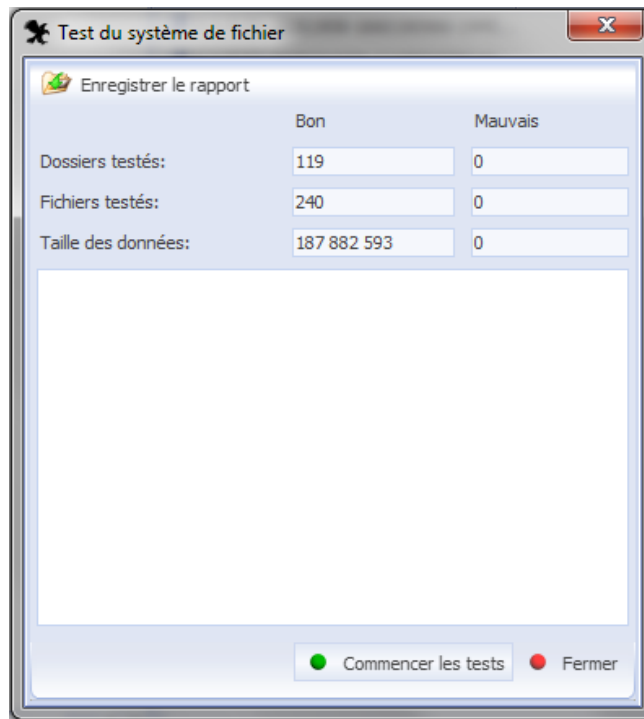 Test du système de fichier
Enregistrer le rapport
Bon Mauvais
Dossiers testés: 119 0
Fichiers testés: 240 0
Taille des données: 187 882 593 0
Commencer les tests Fermer